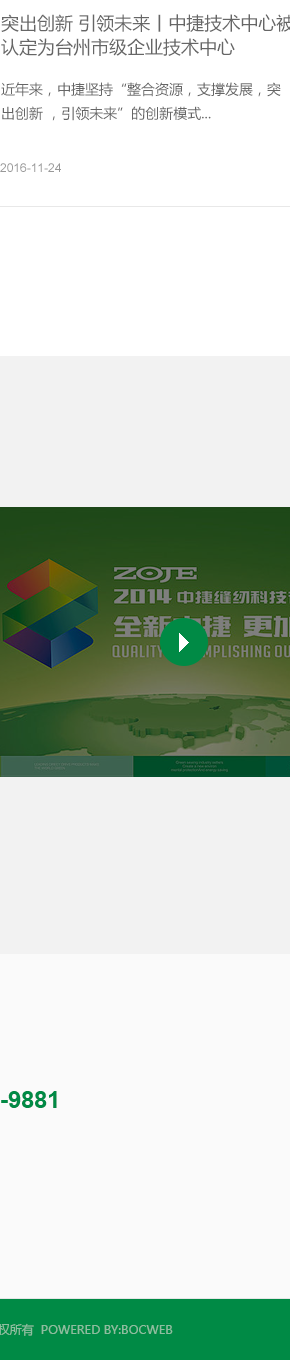 突出创新 引领未来丨中捷技术中心被
认定为台州市级企业技术中心
近年来，中捷坚持“整合资源，支撑发展，突
出创新 ，引领未来”的创新模式...
2016-11-24
ZOJE
2014 中捷缝纫科技
全新 捷 更加
QUALITY MPLISHING OU
-9881
权所有 POWERED BY:BOCWEB